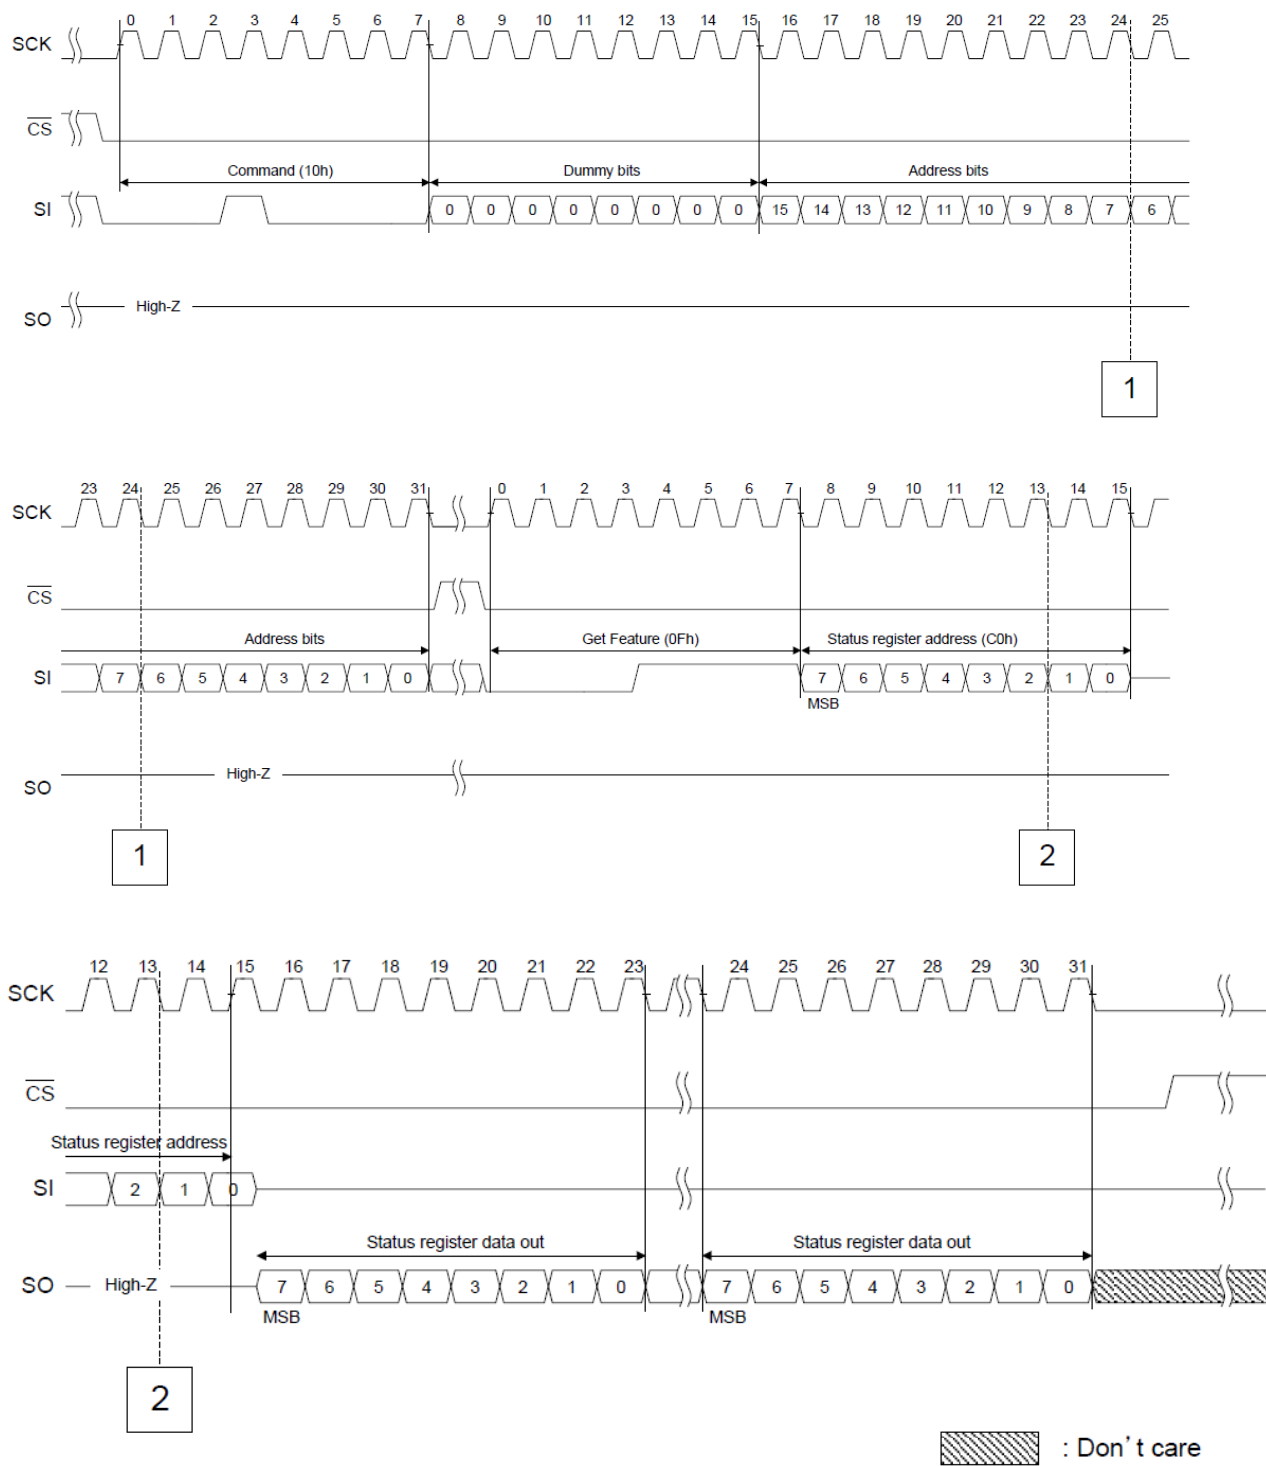 0 1 2 3 4 5 6 7 8 9 10 11 12 13 14 15 16 17 18 19 20 21 22 23 24 25
SCK
CS
Command (10h) Dummy bits Address bits
SI 0 0 0 0 0 0 0 0 15 14 13 12 11 10 9 8 7 6
High-Z
SO
1
23 24 25 26 27 28 29 30 31 0 1 2 3 4 5 6 7 8 9 10 11 12 13 14 15
SCK
CS
Address bits Get Feature (0Fh) Status register address (C0h)
SI 7 6 5 4 3 2 1 0 7 6 5 4 3 2 1 0
MSB
High-Z
SO
1 2
12 13 14 15 16 17 18 19 20 21 22 23 24 25 26 27 28 29 30 31
SCK
CS
Status register address
SI 2 1 0
Status register data out Status register data out
SO High-Z 7 6 5 4 3 2 1 0 7 6 5 4 3 2 1 0
MSB MSB
2
: Don't care